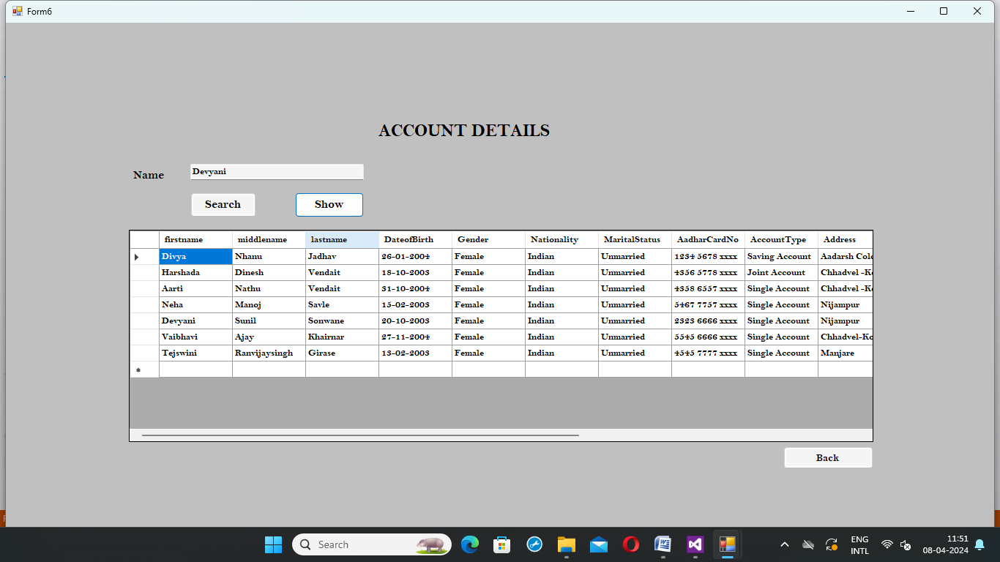 Form6
ACCOUNT DETAILS
Name Devyani
Search Show
firstname middlename lastname DateofBirth Gender Nationality MaritalStatus AadharCardNo AccountType Address
Divya Nhanu Jadhav 26-01-2004 Female Indian Unmarried 1234 5678 xxxx Saving Account Aadarsh Colo
Harshada Dinesh Vendait 18-10-2003 Female Indian Unmarried 4356 5778 xxxx Joint Account Chhadvel -Ko
Aarti Nathu Vendait 31-10-2004 Female Indian Unmarried 4358 6557 xxxx Single Account Chhadvel -Ko
Neha Manoj Savle 15-02-2003 Female Indian Unmarried 5467 7757 xxxx Single Account Nijampur
Devyani Sunil Sonwane 20-10-2003 Female Indian Unmarried 2323 6666 xxxx Single Account Nijampur
Vaibhavi Ajay Khairnar 27-11-2004 Female Indian Unmarried 5545 6666 xxxx Single Account Chhadvel-Ko
Tejswini Ranvijaysingh Girase 13-02-2003 Female Indian Unmarried 4545 7777 xxxx Single Account Manjare
Back
Search
ENG
INTL
11:51
08-04-2024